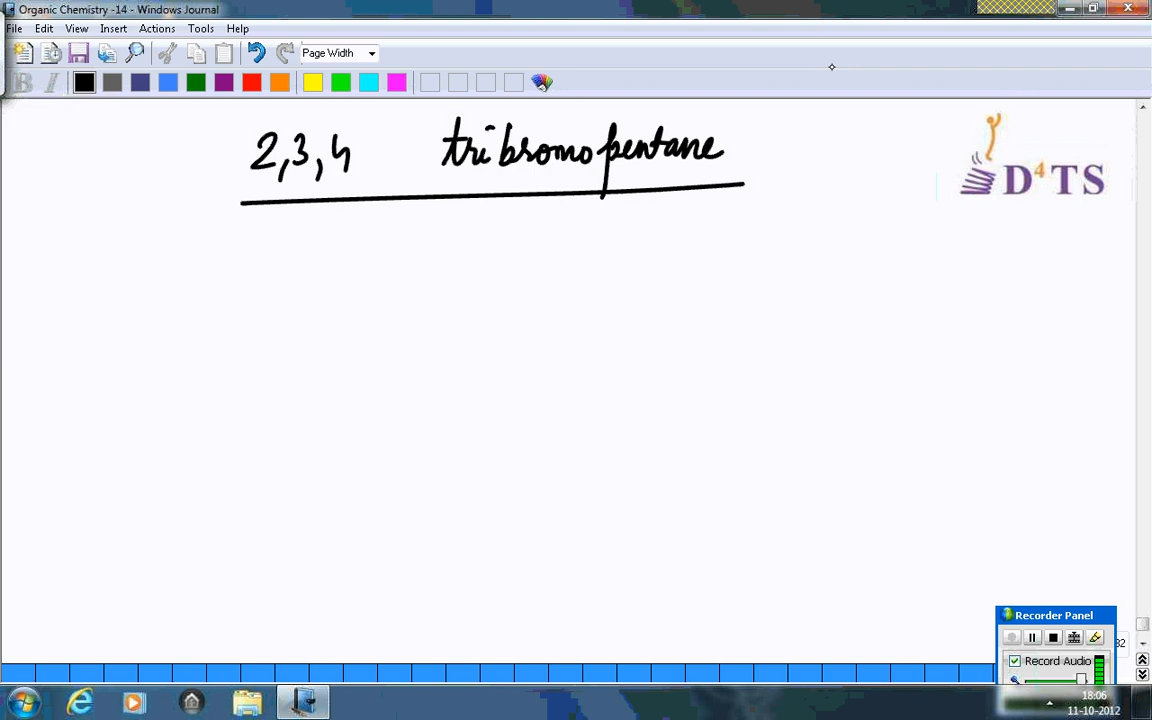 Organic Chemistry -14 - Windows Journal
File Edit View Insert Actions Tools Help
Page Width
B I
2,3,4 tribromopentane
D4TS
Recorder Panel
32
Record Audio
18:06
11-10-2012